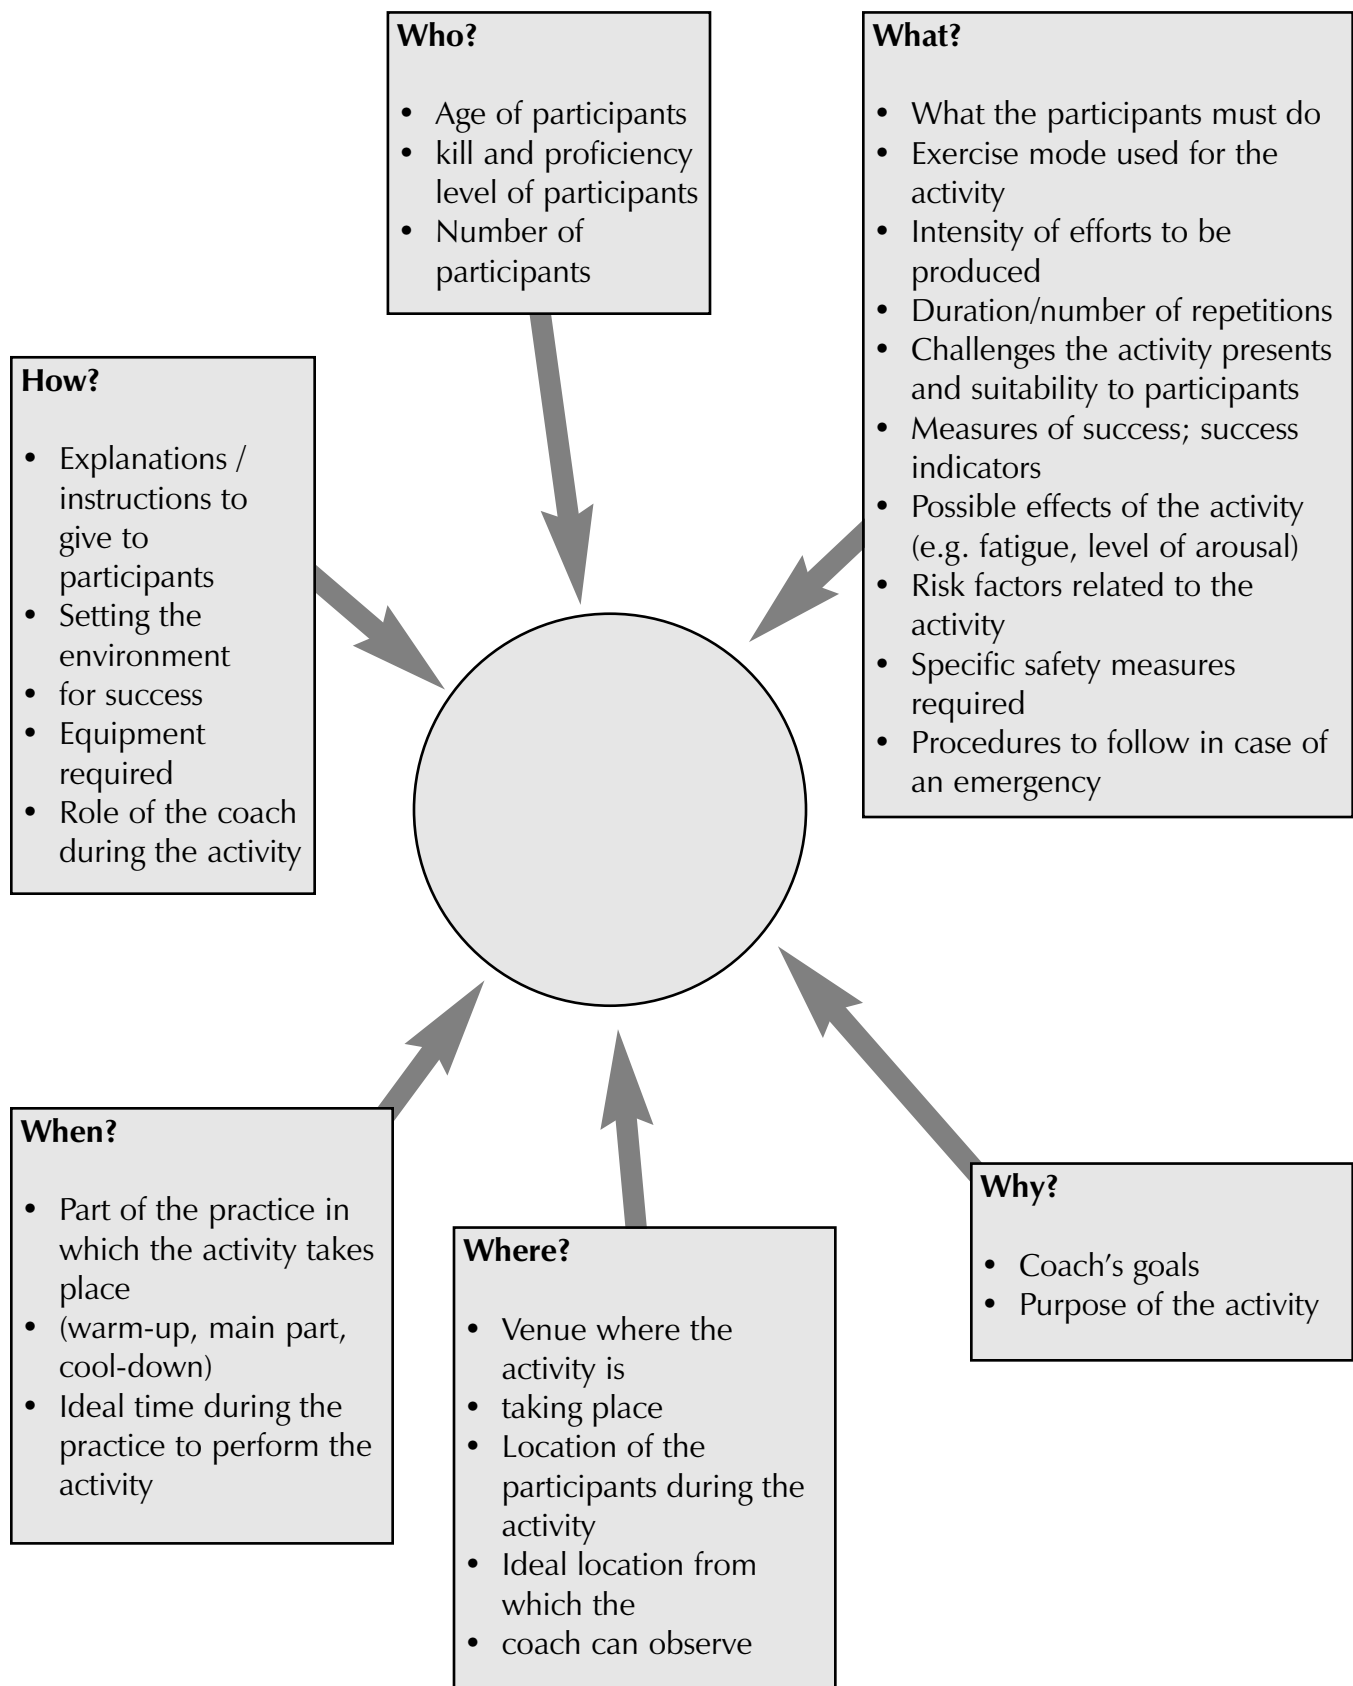 Who?
• Age of participants
• kill and proficiency
level of participants
• Number of
participants
What?
• What the participants must do
• Exercise mode used for the
activity
• Intensity of efforts to be
produced
• Duration/number of repetitions
• Challenges the activity presents
and suitability to participants
• Measures of success; success
indicators
• Possible effects of the activity
(e.g. fatigue, level of arousal)
• Risk factors related to the
activity
• Specific safety measures
required
• Procedures to follow in case of
an emergency
How?
• Explanations /
instructions to
give to
participants
• Setting the
environment
• for success
• Equipment
required
• Role of the coach
during the activity
When?
• Part of the practice in
which the activity takes
place
• (warm-up, main part,
cool-down)
• Ideal time during the
practice to perform the
activity
Where?
• Venue where the
activity is
• taking place
• Location of the
participants during the
activity
• Ideal location from
which the
• coach can observe
Why?
• Coach’s goals
• Purpose of the activity